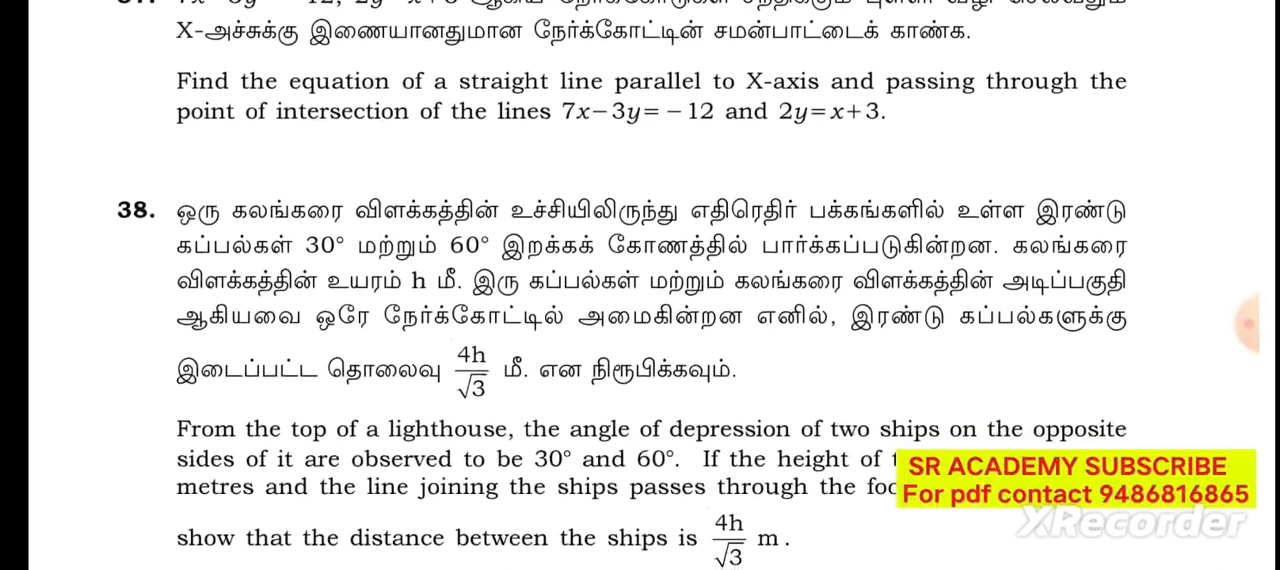 X-அச்சுக்கு இணையானதுமான நேர்க்கோட்டின் சமன்பாட்டைக் காண்க.
Find the equation of a straight line parallel to X-axis and passing through the
point of intersection of the lines 7x−3y=−12 and 2y=x+3.
38. ஒரு கலங்கரை விளக்கத்தின் உச்சியிலிருந்து எதிரெதிர் பக்கங்களில் உள்ள இரண்டு
கப்பல்கள் 30° மற்றும் 60° இறக்கக் கோணத்தில் பார்க்கப்படுகின்றன. கலங்கரை
விளக்கத்தின் உயரம் h மீ. இரு கப்பல்கள் மற்றும் கலங்கரை விளக்கத்தின் அடிப்பகுதி
ஆகியவை ஒரே நேர்க்கோட்டில் அமைகின்றன எனில், இரண்டு கப்பல்களுக்கு
இடைப்பட்ட தொலைவு 4h/√3 மீ. என நிரூபிக்கவும்.
From the top of a lighthouse, the angle of depression of two ships on the opposite
sides of it are observed to be 30° and 60°. If the height of
metres and the line joining the ships passes through the
SR ACADEMY SUBSCRIBE
For pdf contact 9486816865
XRecorder
show that the distance between the ships is 4h/√3 m.